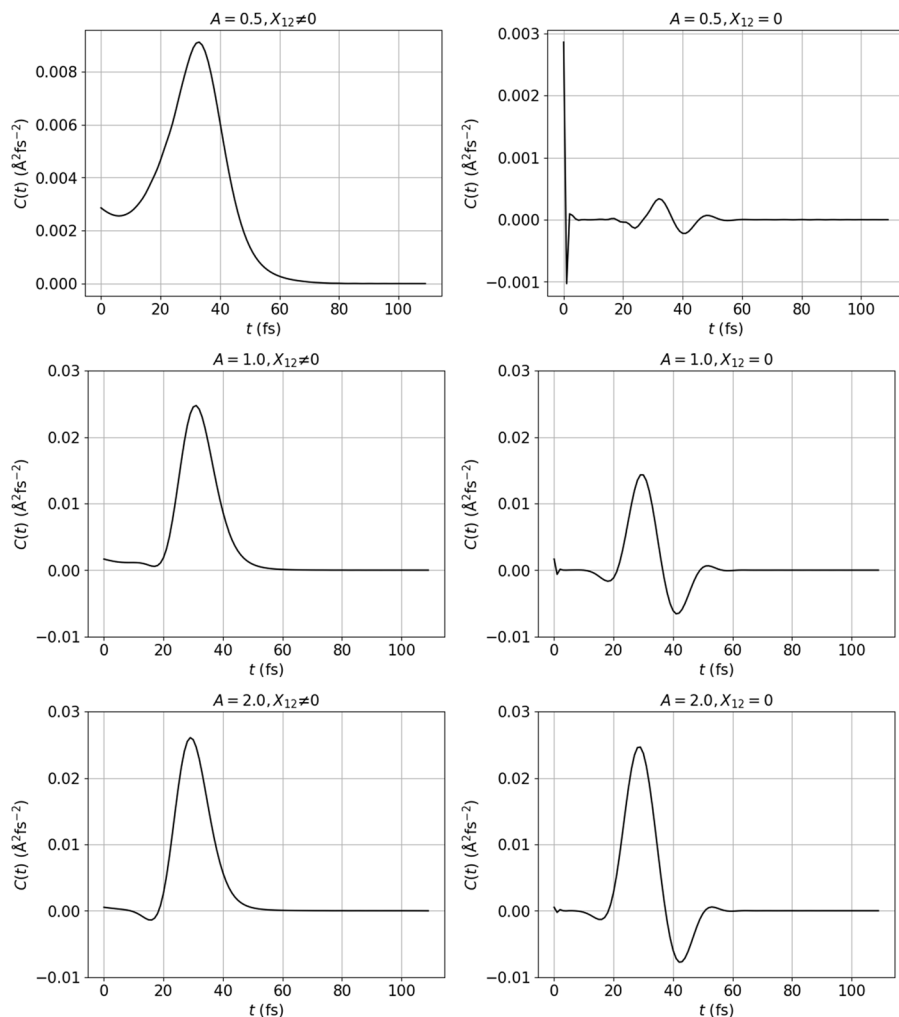 A = 0.5, X₁₂≠0
C(t) (Å²fs⁻²)
0.008
0.006
0.004
0.002
0.000
0 20 40 60 80 100
t (fs)
A = 0.5, X₁₂ = 0
C(t) (Å²fs⁻²)
0.003
0.002
0.001
0.000
−0.001
0 20 40 60 80 100
t (fs)
A = 1.0, X₁₂≠0
C(t) (Å²fs⁻²)
0.03
0.02
0.01
0.00
−0.01
0 20 40 60 80 100
t (fs)
A = 1.0, X₁₂ = 0
C(t) (Å²fs⁻²)
0.03
0.02
0.01
0.00
−0.01
0 20 40 60 80 100
t (fs)
A = 2.0, X₁₂≠0
C(t) (Å²fs⁻²)
0.03
0.02
0.01
0.00
−0.01
0 20 40 60 80 100
t (fs)
A = 2.0, X₁₂ = 0
C(t) (Å²fs⁻²)
0.03
0.02
0.01
0.00
−0.01
0 20 40 60 80 100
t (fs)